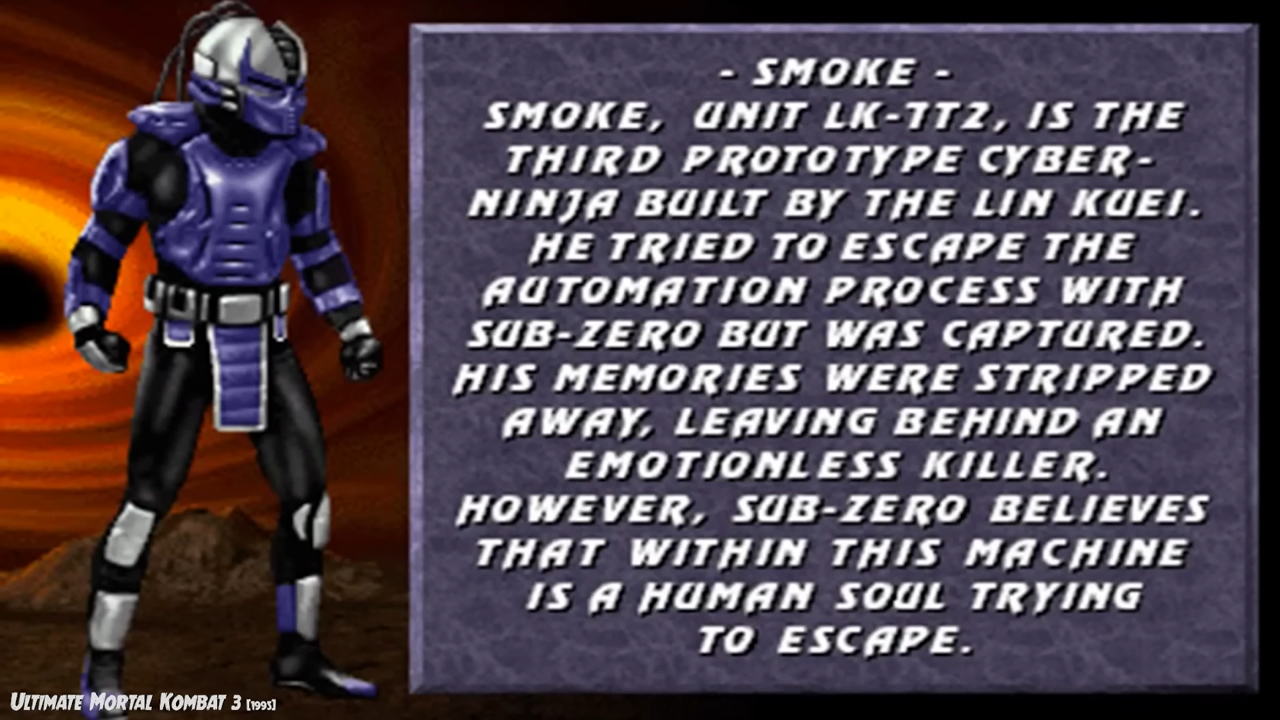 - SMOKE -
SMOKE, UNIT LK-7T2, IS THE
THIRD PROTOTYPE CYBER-
NINJA BUILT BY THE LIN KUEI.
HE TRIED TO ESCAPE THE
AUTOMATION PROCESS WITH
SUB-ZERO BUT WAS CAPTURED.
HIS MEMORIES WERE STRIPPED
AWAY, LEAVING BEHIND AN
EMOTIONLESS KILLER.
HOWEVER, SUB-ZERO BELIEVES
THAT WITHIN THIS MACHINE
IS A HUMAN SOUL TRYING
TO ESCAPE.
ULTIMATE MORTAL KOMBAT 3 [1995]